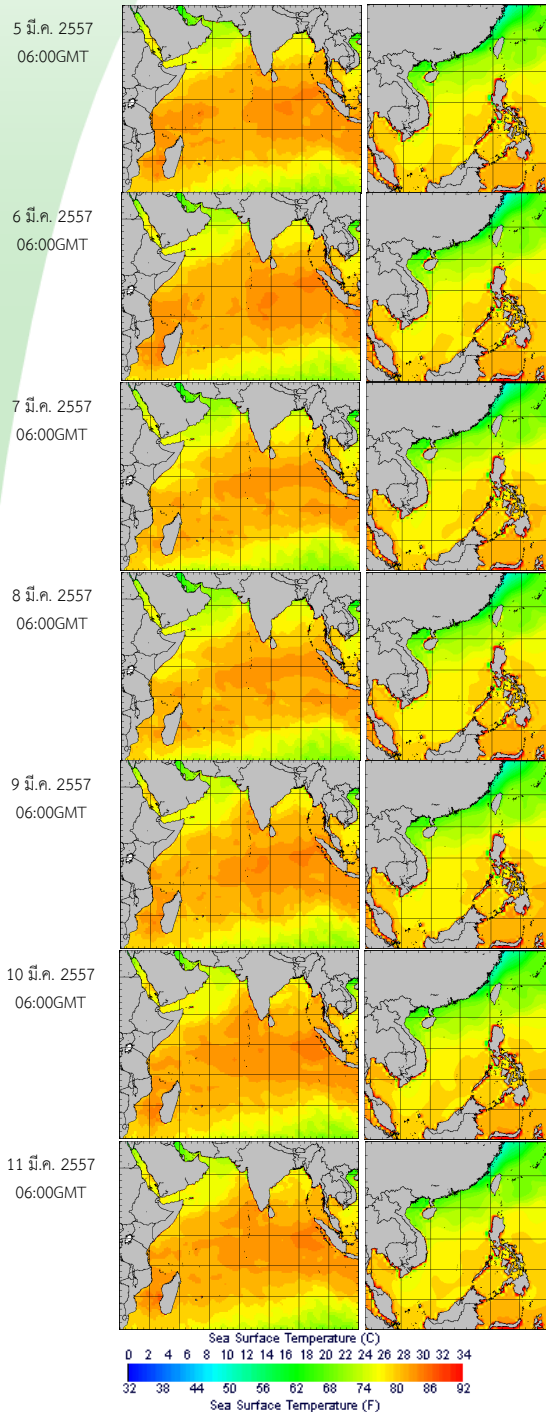 5 มี.ค. 2557
06:00GMT
6 มี.ค. 2557
06:00GMT
7 มี.ค. 2557
06:00GMT
8 มี.ค. 2557
06:00GMT
9 มี.ค. 2557
06:00GMT
10 มี.ค. 2557
06:00GMT
11 มี.ค. 2557
06:00GMT
Sea Surface Temperature (C)
0 2 4 6 8 10 12 14 16 18 20 22 24 26 28 30 32 34
32 38 44 50 56 62 68 74 80 86 92
Sea Surface Temperature (F)